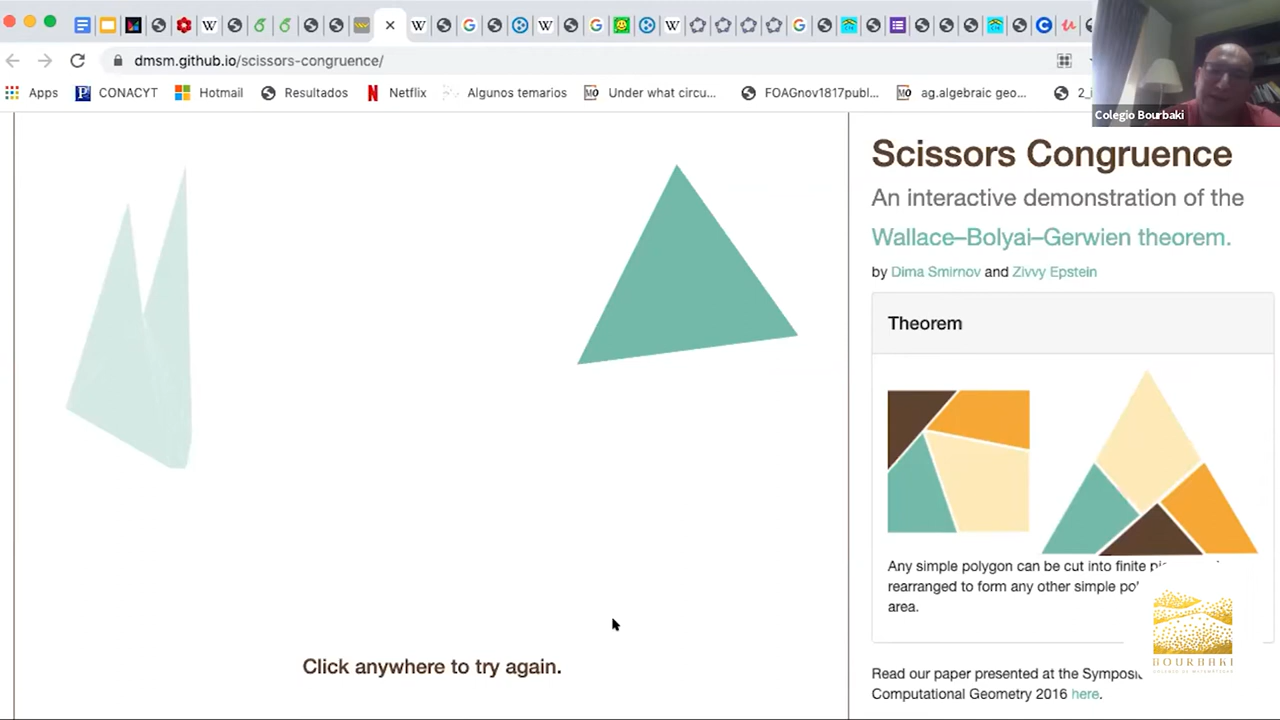 dmsm.github.io/scissors-congruence/
Apps CONACYT Hotmail Resultados Netflix Algunos temarios Under what circu... FOAGnov1817publ... ag.algebraic geo...
Colegio Bourbaki
Scissors Congruence
An interactive demonstration of the
Wallace–Bolyai–Gerwien theorem.
by Dima Smirnov and Zivvy Epstein
Theorem
Any simple polygon can be cut into finite
rearranged to form any other simple
area.
Click anywhere to try again.
Read our paper presented at the
Computational Geometry 2016 here.
BOURBAKI
COLEGIO DE MATEMÁTICAS